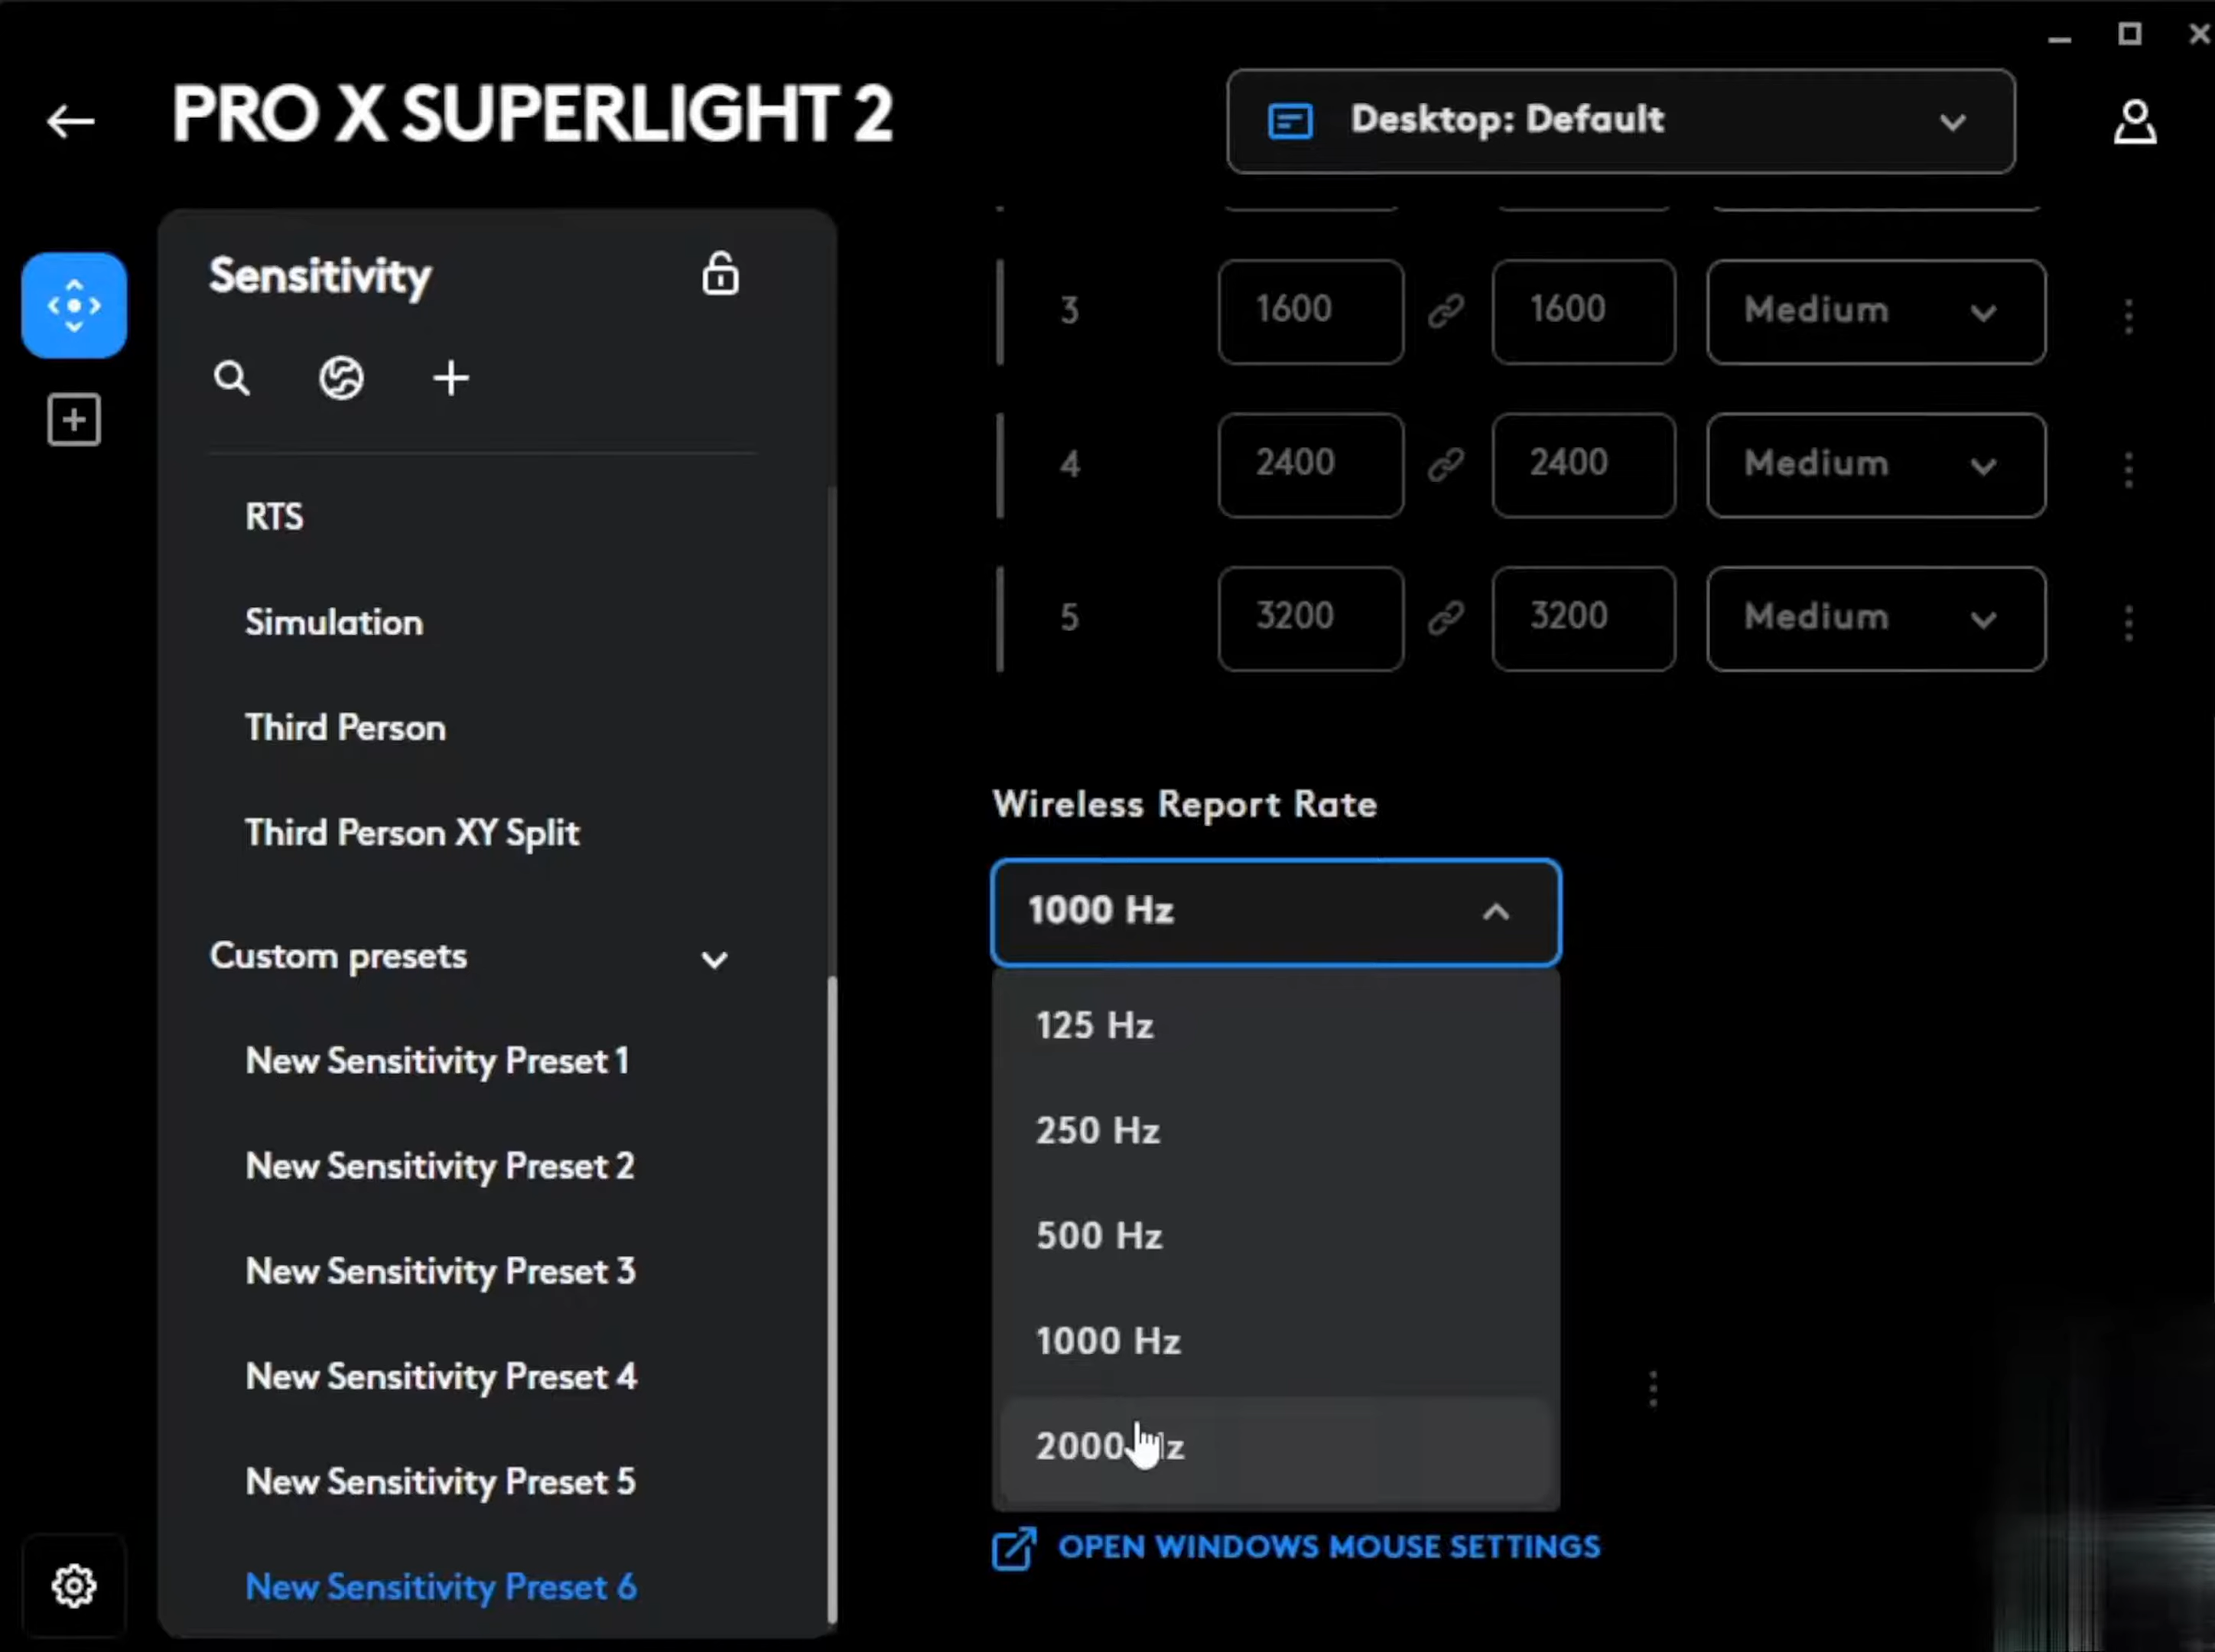 PRO X SUPERLIGHT 2
Desktop: Default
Sensitivity
RTS
Simulation
Third Person
Third Person XY Split
Custom presets
New Sensitivity Preset 1
New Sensitivity Preset 2
New Sensitivity Preset 3
New Sensitivity Preset 4
New Sensitivity Preset 5
New Sensitivity Preset 6
3 1600 1600 Medium
4 2400 2400 Medium
5 3200 3200 Medium
Wireless Report Rate
1000 Hz
125 Hz
250 Hz
500 Hz
1000 Hz
2000 Hz
OPEN WINDOWS MOUSE SETTINGS